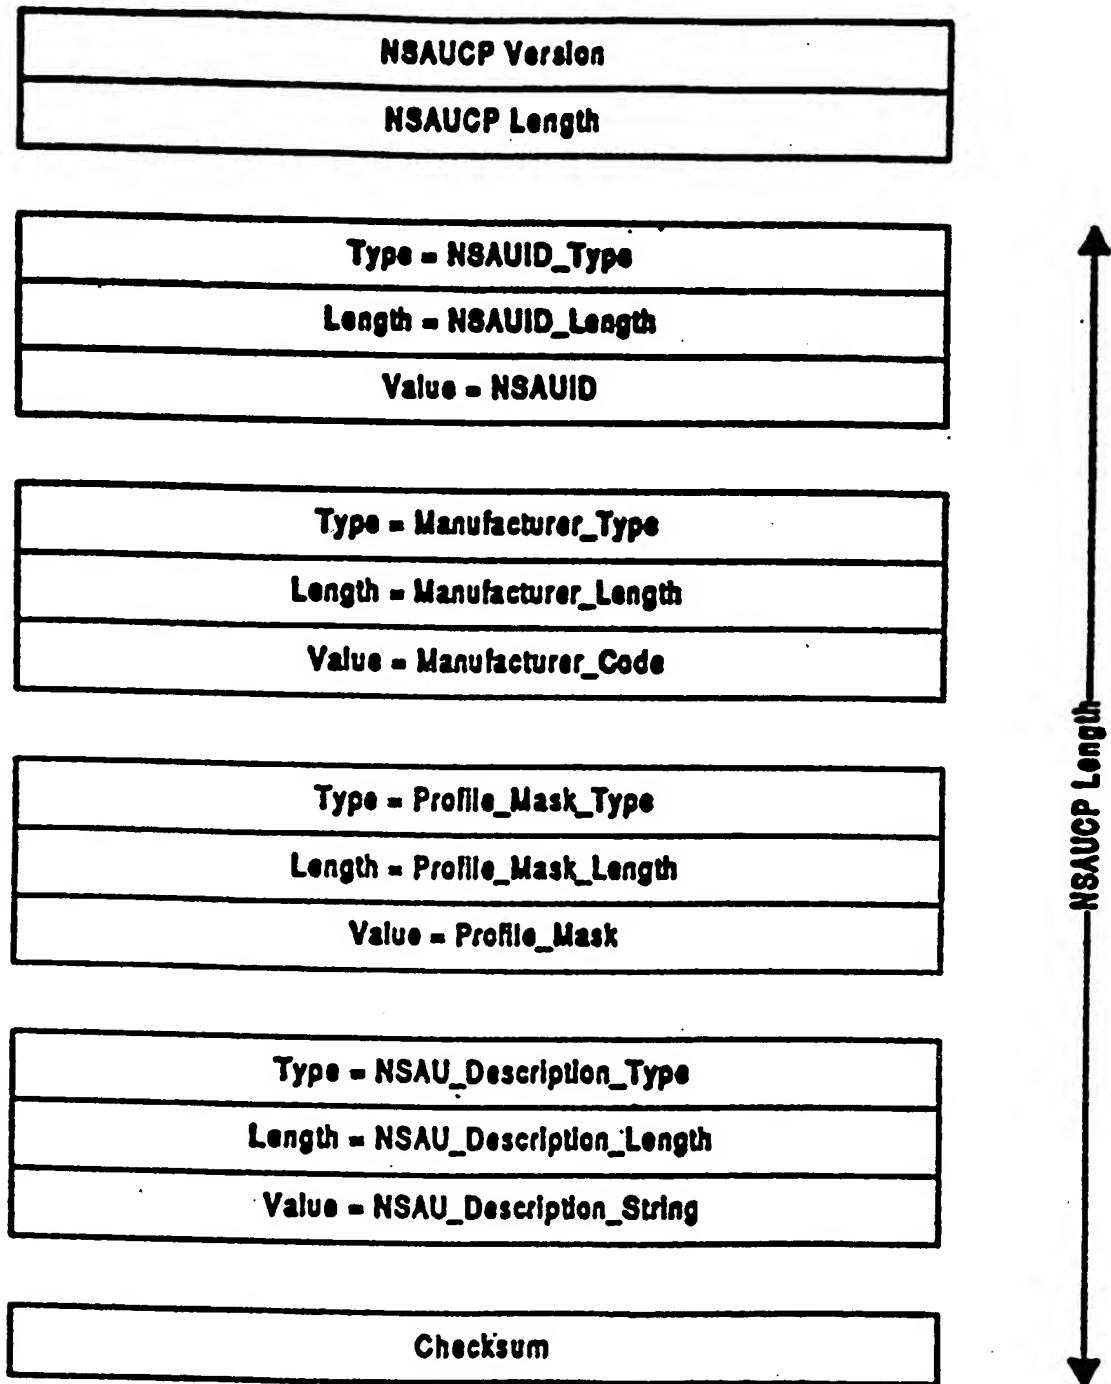 NSAUCP Version
NSAUCP Length
Type = NSAUID_Type
Length = NSAUID_Length
Value = NSAUID
Type = Manufacturer_Type
Length = Manufacturer_Length
Value = Manufacturer_Code
Type = Profile_Mask_Type
Length = Profile_Mask_Length
Value = Profile_Mask
Type = NSAU_Description_Type
Length = NSAU_Description_Length
Value = NSAU_Description_String
Checksum
NSAUCP Length